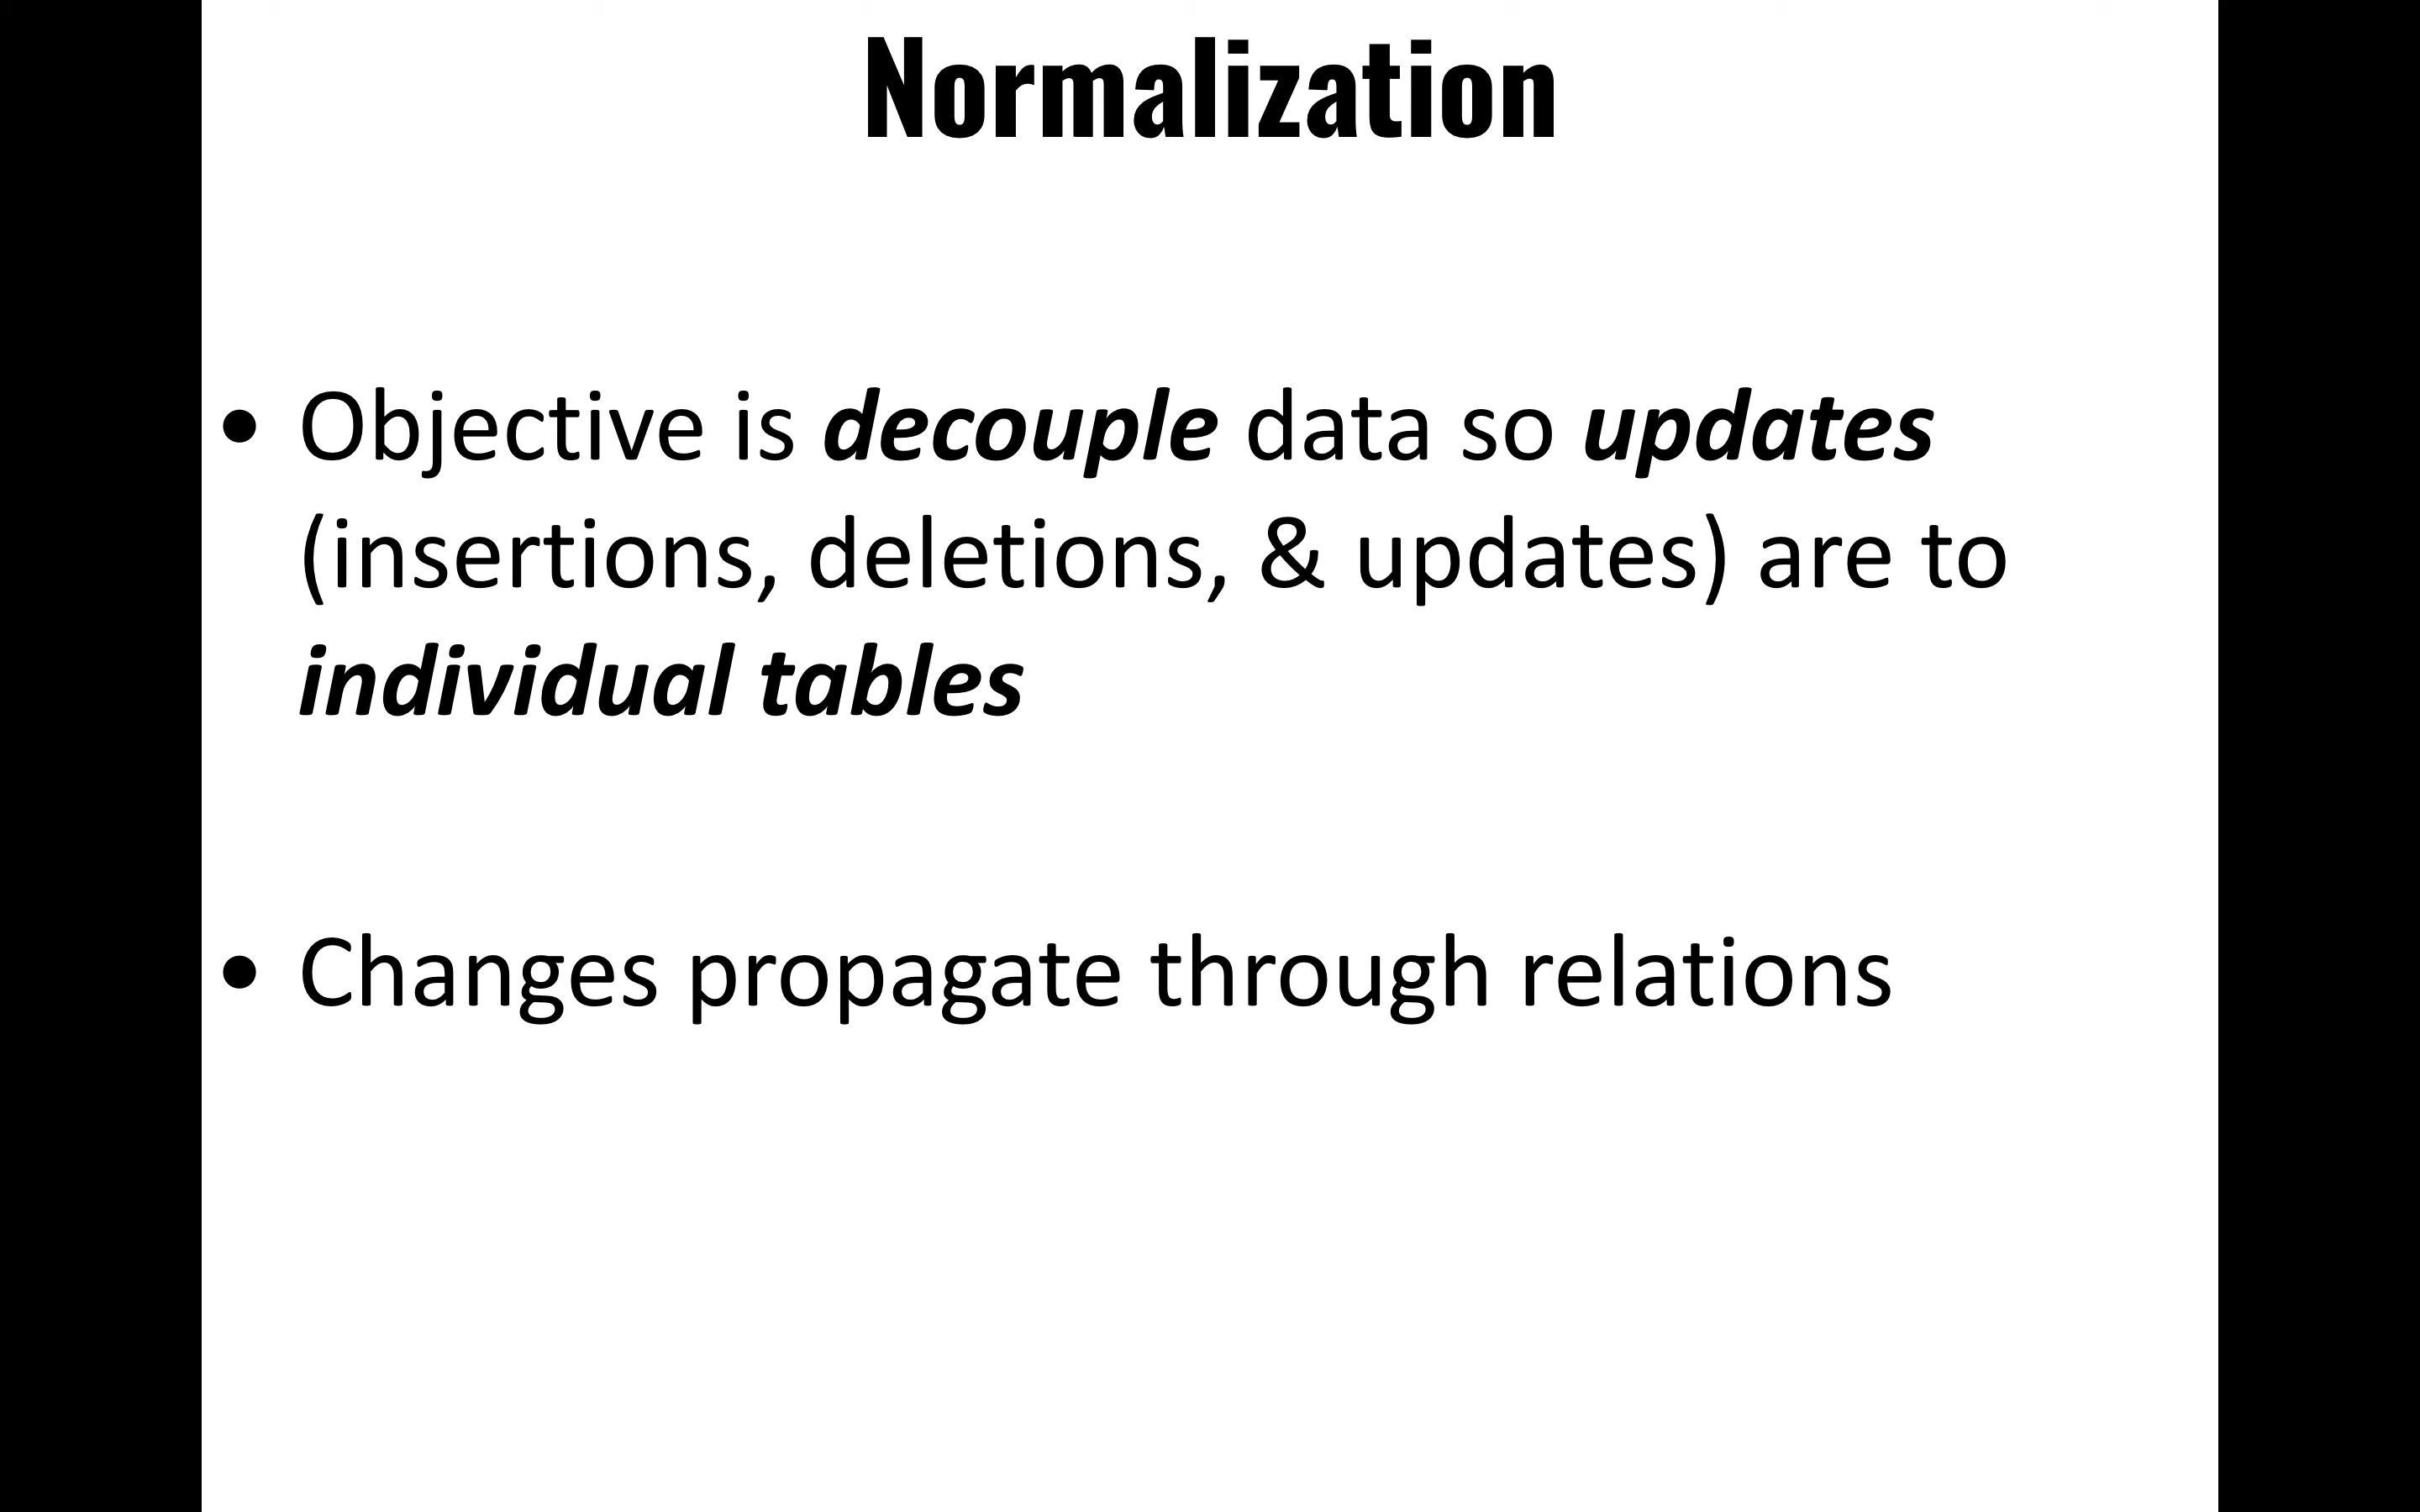 Normalization
• Objective is decouple data so updates
(insertions, deletions, & updates) are to
individual tables
• Changes propagate through relations